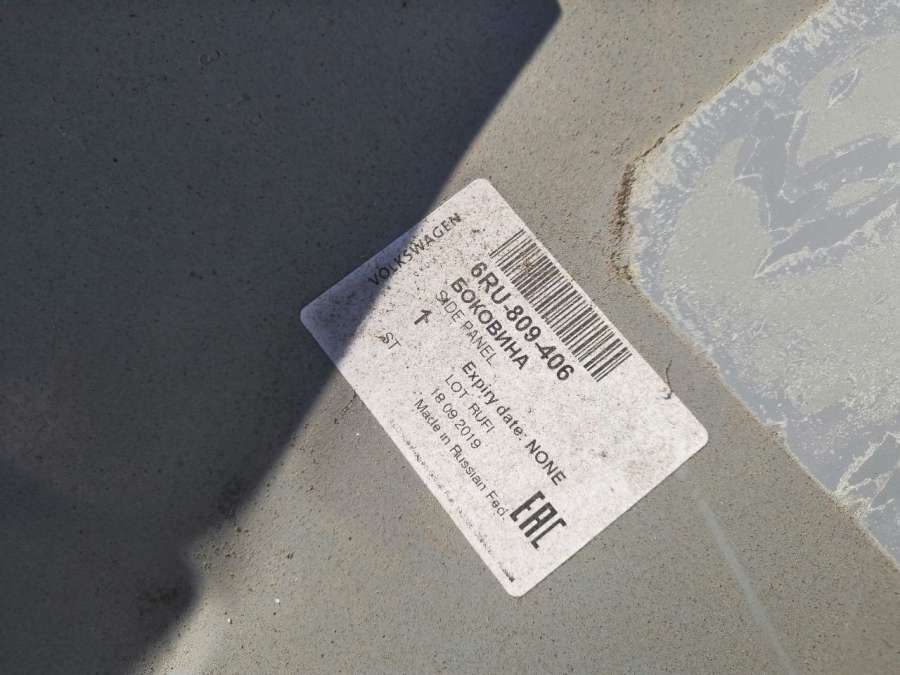 VOLKSWAGEN
6RU-809-406
БОКОВИНА
SIDE PANEL
1
ST
Expiry date: NONE
LOT RUFI
18 09 2019
Made in Russian Fed.
EAC